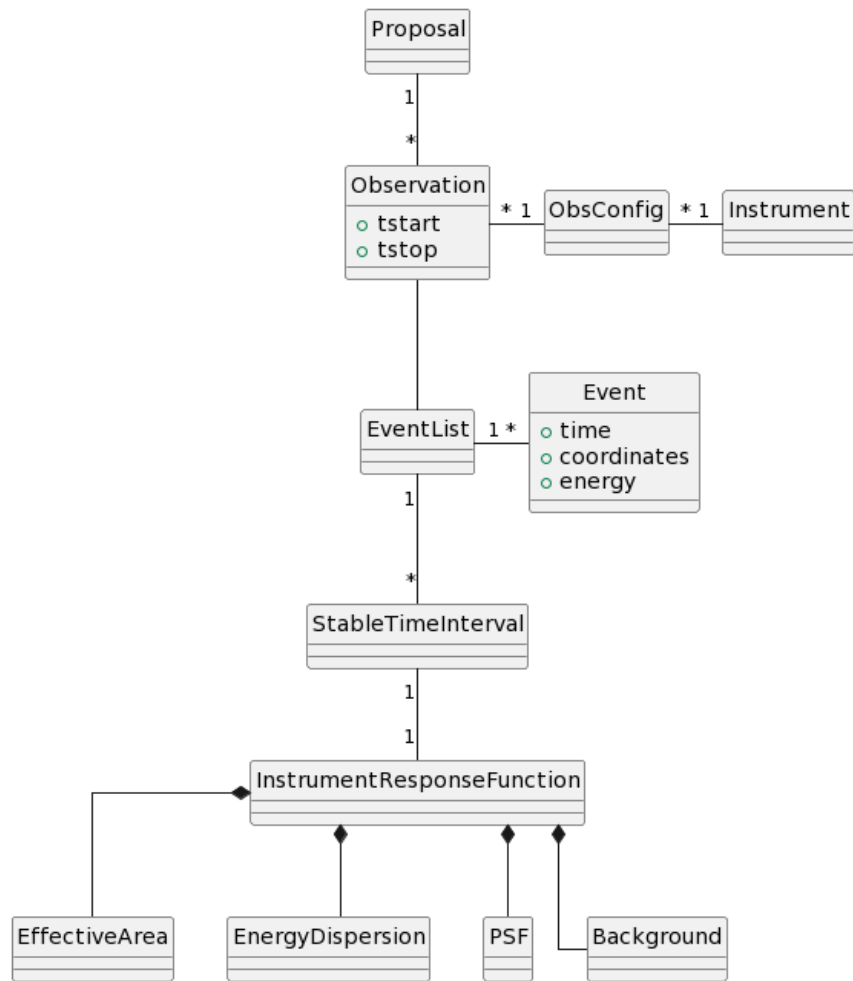 Proposal
1
*
Observation
tstart
tstop
* 1
ObsConfig
* 1
Instrument
EventList
1 *
Event
time
coordinates
energy
1
*
StableTimeInterval
1
1
InstrumentResponseFunction
EffectiveArea
EnergyDispersion
PSF
Background